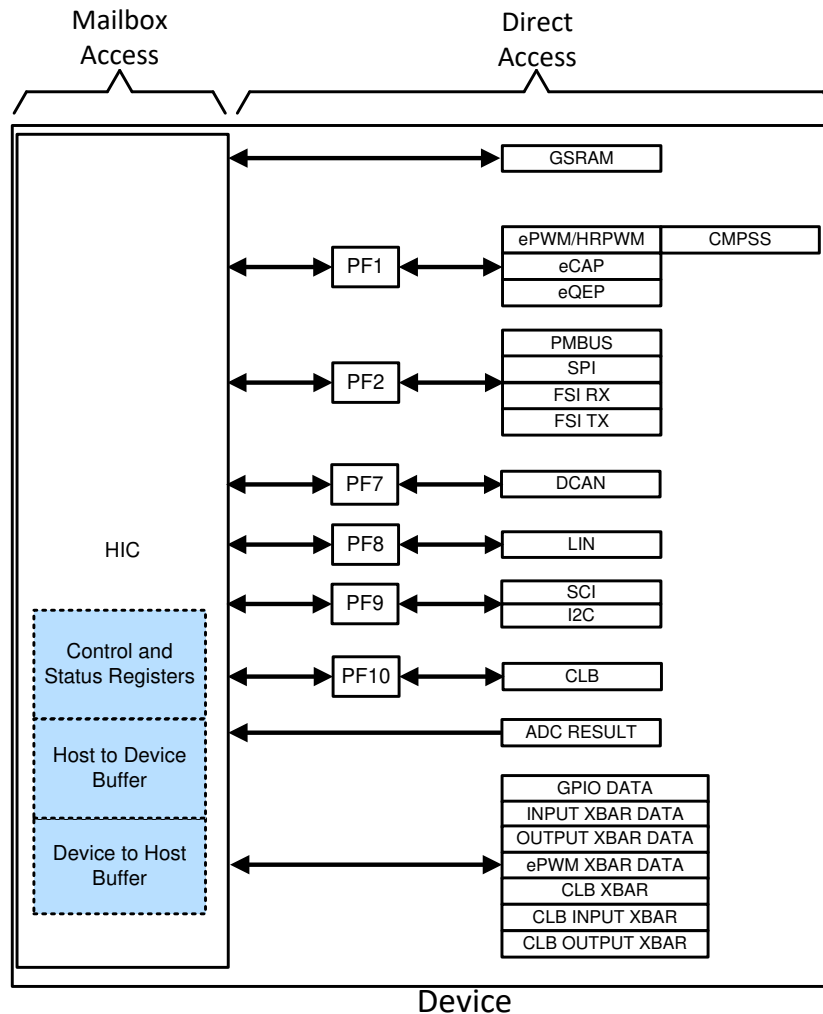 Mailbox
Access
Direct
Access
GSRAM
ePWM/HRPWM CMPSS
PF1
eCAP
eQEP
PMBUS
PF2
SPI
FSI RX
FSI TX
PF7
DCAN
HIC
PF8
LIN
PF9
SCI
I2C
Control and
Status Registers
PF10
CLB
ADC RESULT
Host to Device
Buffer
GPIO DATA
INPUT XBAR DATA
OUTPUT XBAR DATA
Device to Host
Buffer
ePWM XBAR DATA
CLB XBAR
CLB INPUT XBAR
CLB OUTPUT XBAR
Device